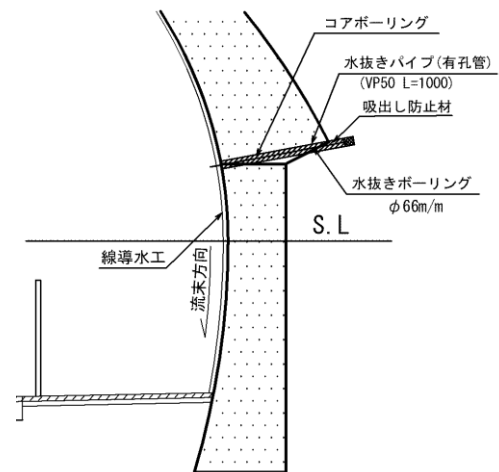 コアボーリング
水抜きパイプ(有孔管)
(VP50 L=1000)
吸出し防止材
水抜きボーリング
φ66m/m
S.L
線導水工
流末方向